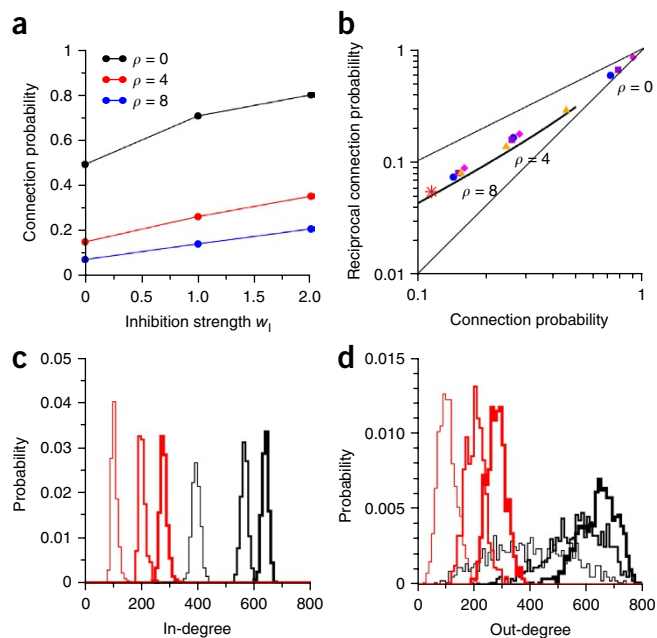 a
Connection probability
1
0.8
0.6
0.4
0.2
0
ρ = 0
ρ = 4
ρ = 8
0 0.5 1.0 1.5 2.0
Inhibition strength wI
b
Reciprocal connection probability
1
0.1
0.01
ρ = 0
ρ = 4
ρ = 8
0.1 1
Connection probability
c
Probability
0.05
0.04
0.03
0.02
0.01
0
0 200 400 600 800
In-degree
d
Probability
0.015
0.010
0.005
0
0 200 400 600 800
Out-degree